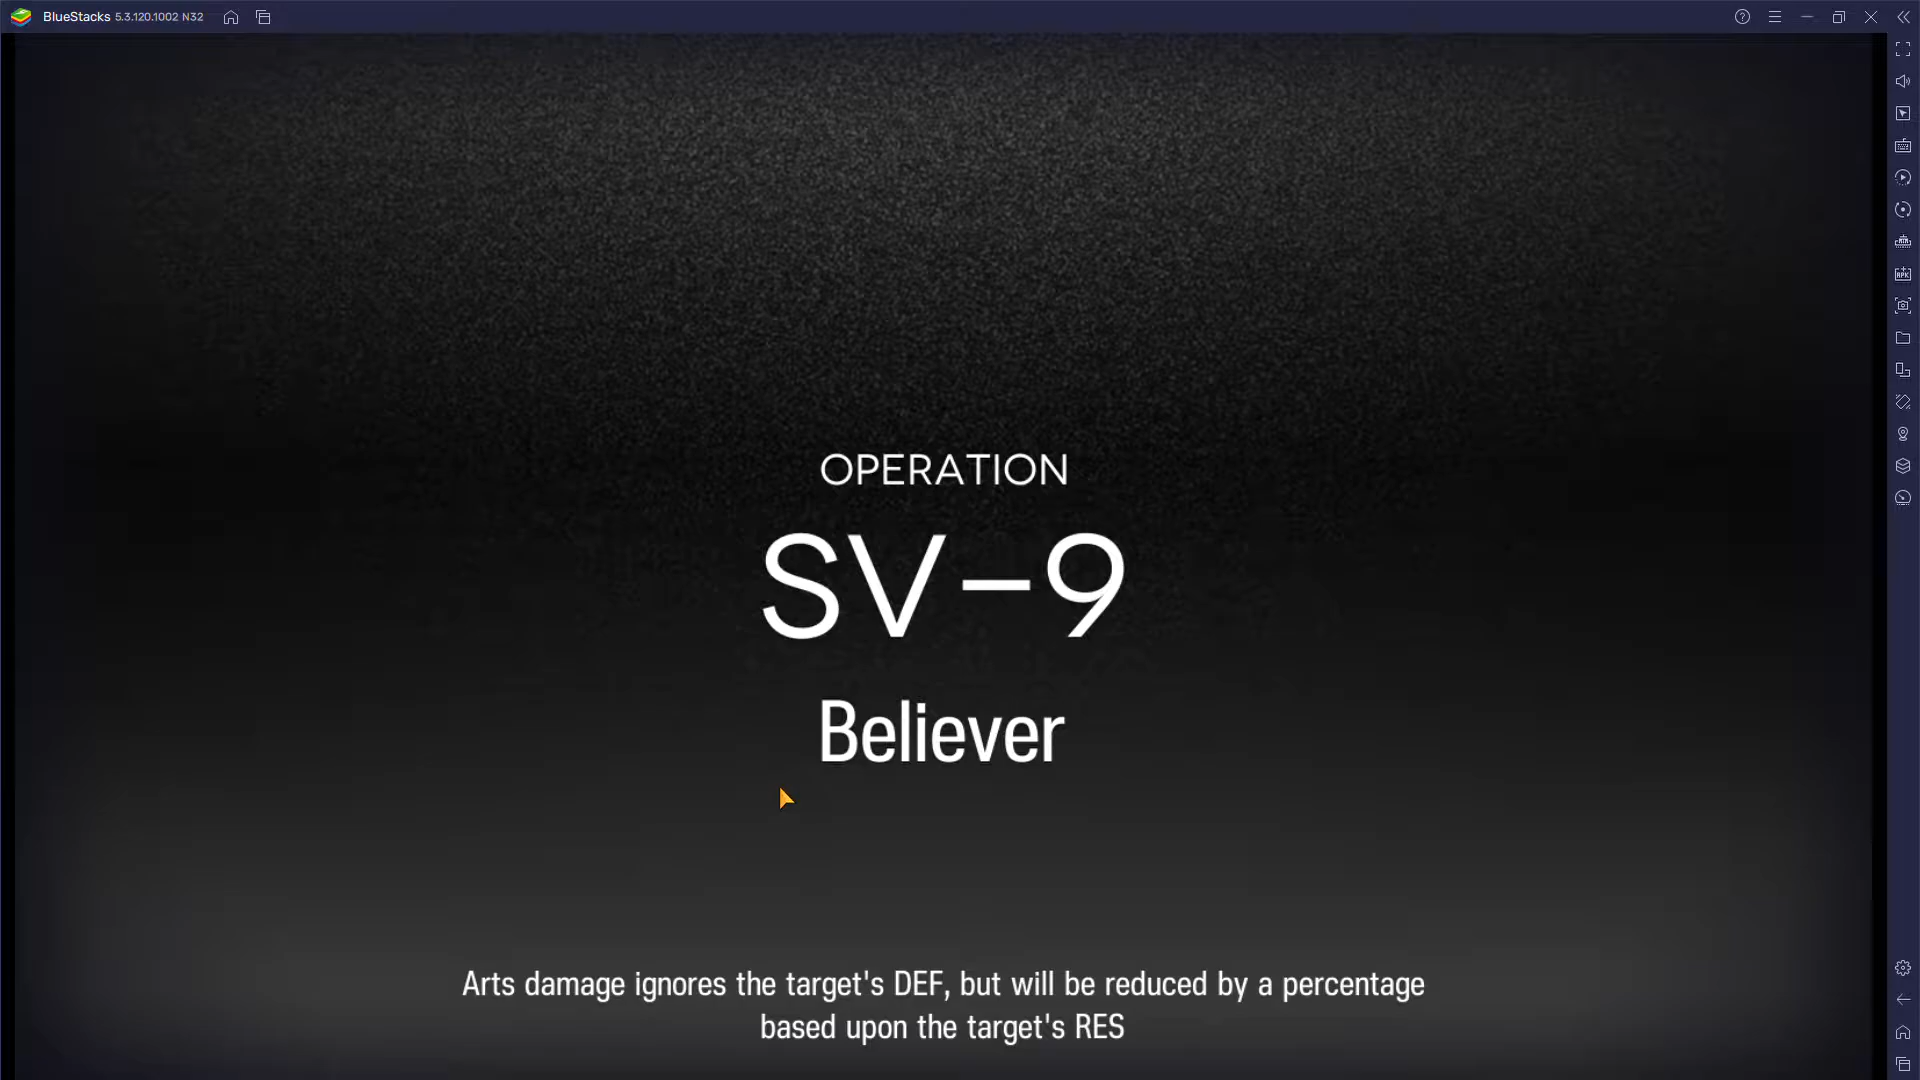 BlueStacks 5.3.120.1002 N32
OPERATION
SV-9
Believer
Arts damage ignores the target's DEF, but will be reduced by a percentage
based upon the target's RES